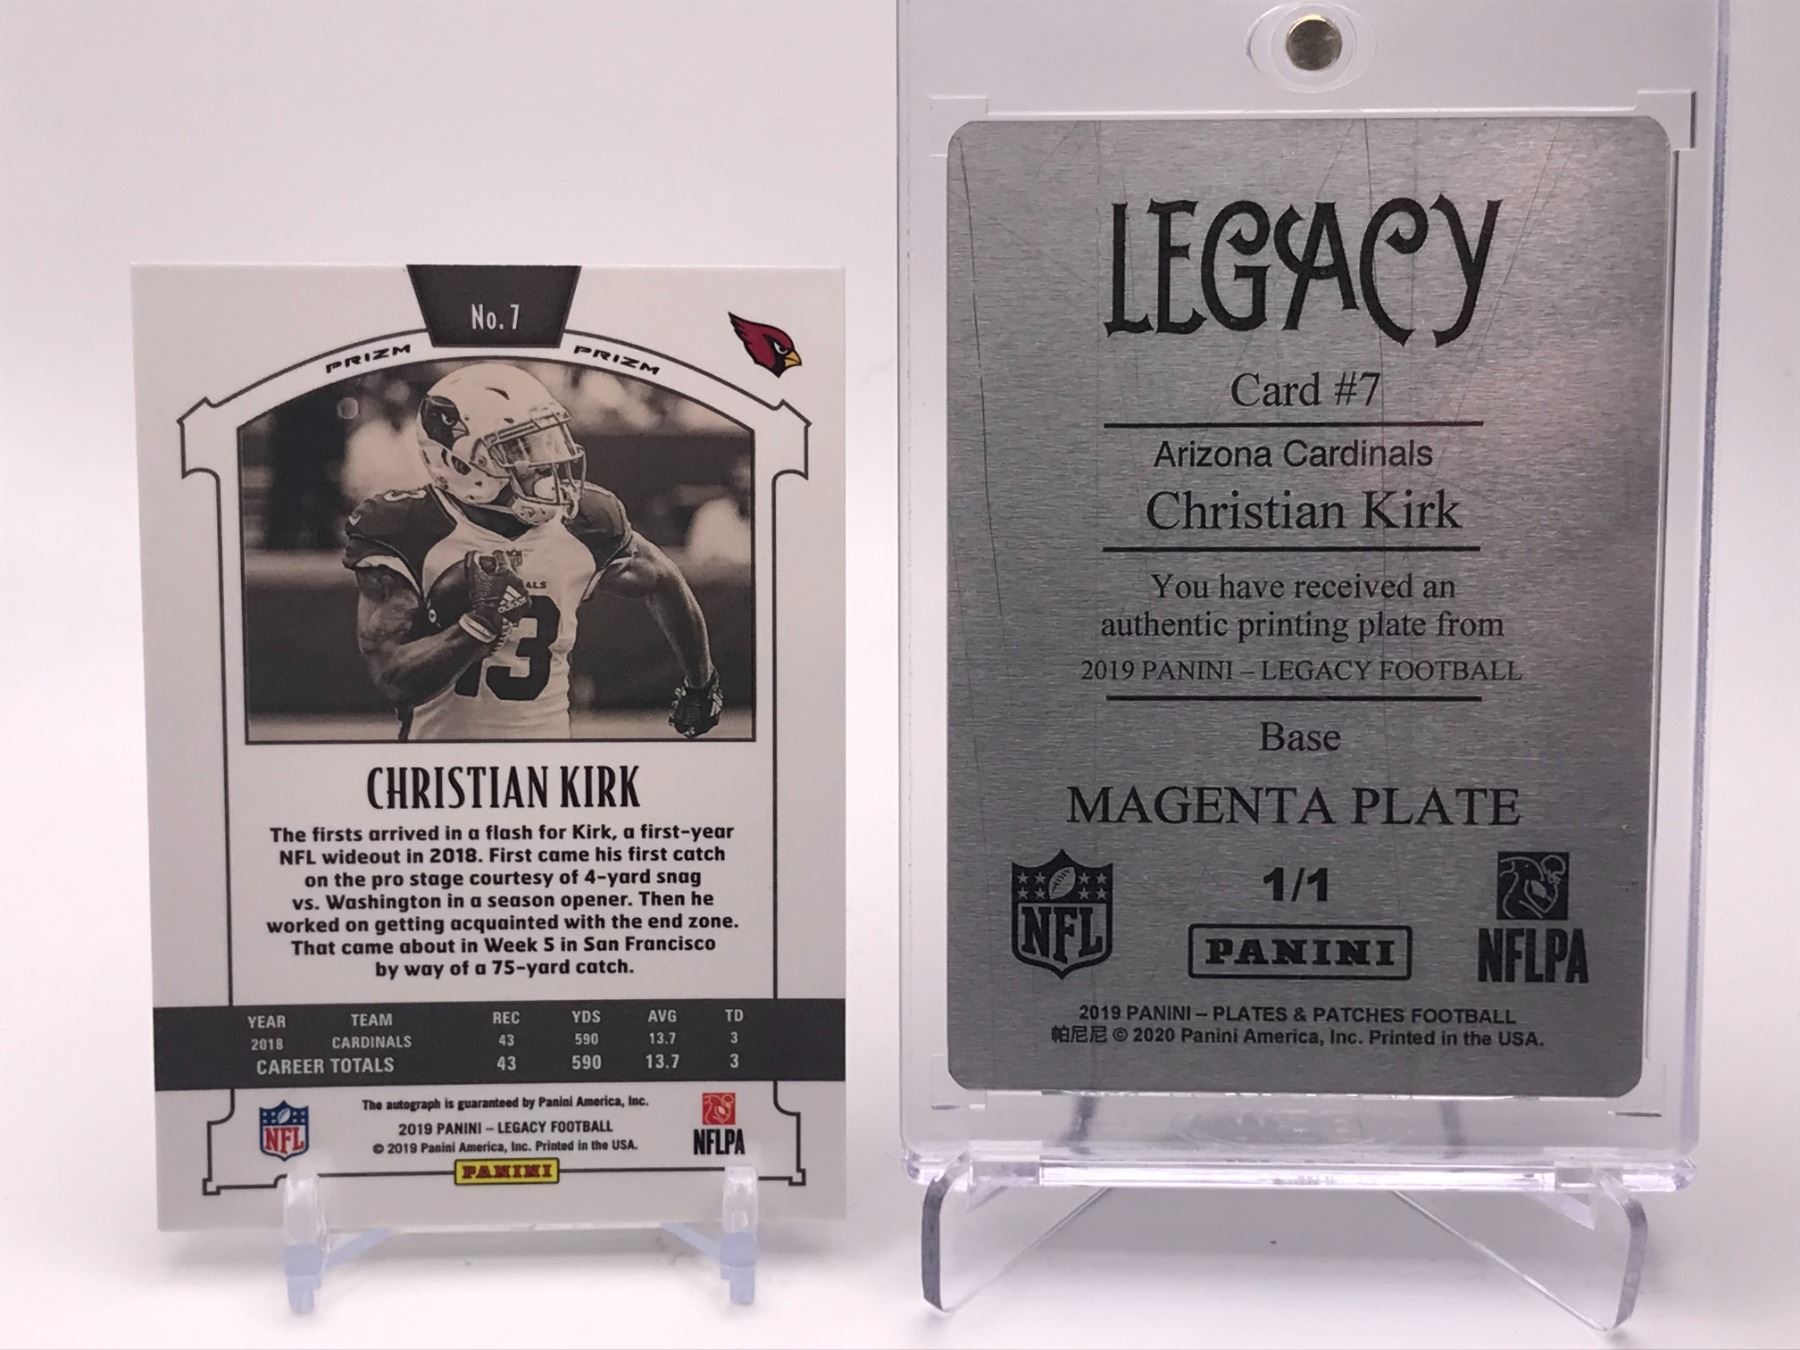 No. 7
PRIZM PRIZM
ALS
13
CHRISTIAN KIRK
The firsts arrived in a flash for Kirk, a first-year
NFL wideout in 2018. First came his first catch
on the pro stage courtesy of 4-yard snag
vs. Washington in a season opener. Then he
worked on getting acquainted with the end zone.
That came about in Week 5 in San Francisco
by way of a 75-yard catch.
YEAR TEAM REC YDS AVG TD
2018 CARDINALS 43 590 13.7 3
CAREER TOTALS 43 590 13.7 3
The autograph is guaranteed by Panini America, Inc.
2019 PANINI – LEGACY FOOTBALL
© 2019 Panini America, Inc. Printed in the USA.
NFL
NFLPA
PANINI
LEGACY
Card #7
Arizona Cardinals
Christian Kirk
You have received an
authentic printing plate from
2019 PANINI – LEGACY FOOTBALL
Base
MAGENTA PLATE
1/1
NFL
PANINI
NFLPA
2019 PANINI – PLATES & PATCHES FOOTBALL
帕尼尼 © 2020 Panini America, Inc. Printed in the USA.